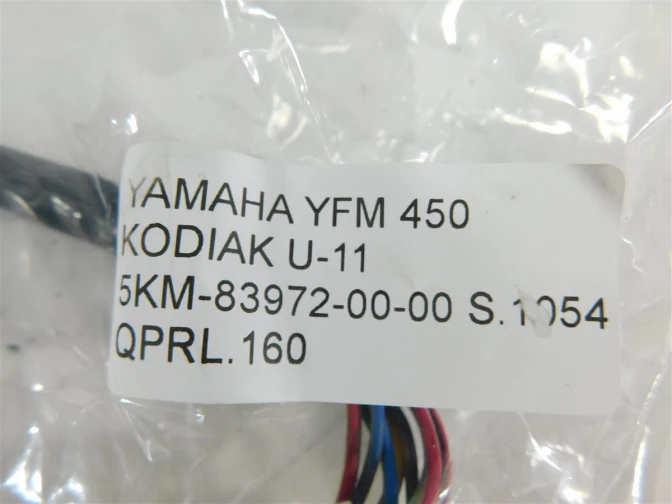 YAMAHA YFM 450
KODIAK U-11
5KM-83972-00-00 S.1054
QPRL.160